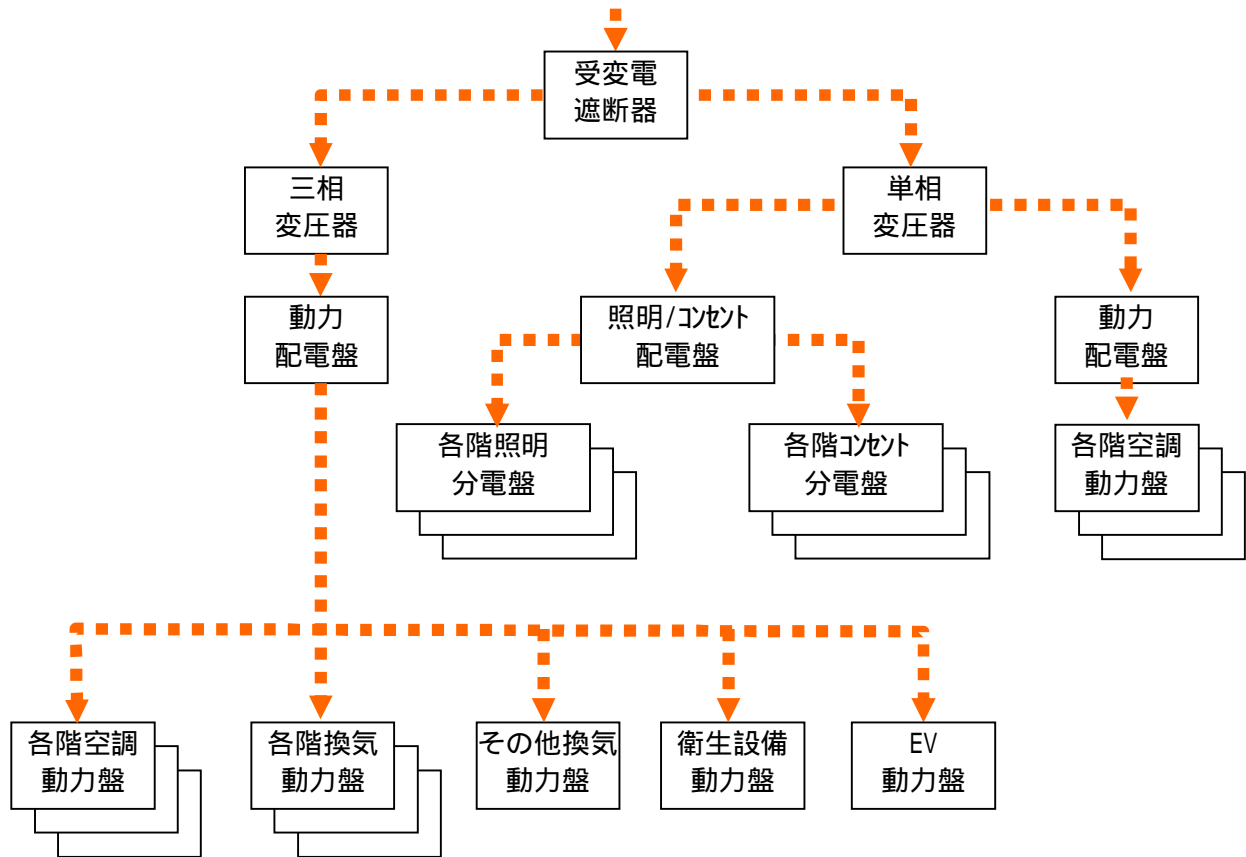 受変電
遮断器
三相
変圧器
単相
変圧器
動力
配電盤
照明/ｺﾝｾﾝﾄ
配電盤
動力
配電盤
各階照明
分電盤
各階ｺﾝｾﾝﾄ
分電盤
各階空調
動力盤
各階空調
動力盤
各階換気
動力盤
その他換気
動力盤
衛生設備
動力盤
EV
動力盤